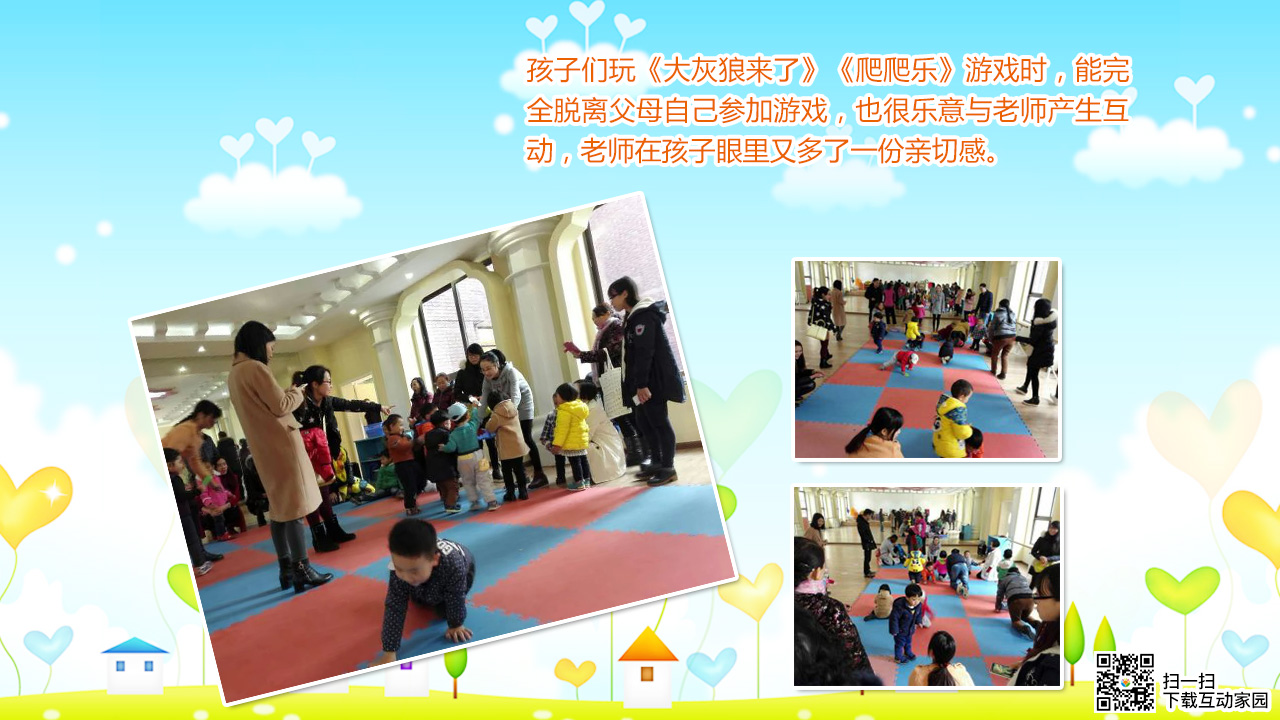 孩子们玩《大灰狼来了》《爬爬乐》游戏时，能完
全脱离父母自己参加游戏，也很乐意与老师产生互
动，老师在孩子眼里又多了一份亲切感。
扫一扫
下载互动家园